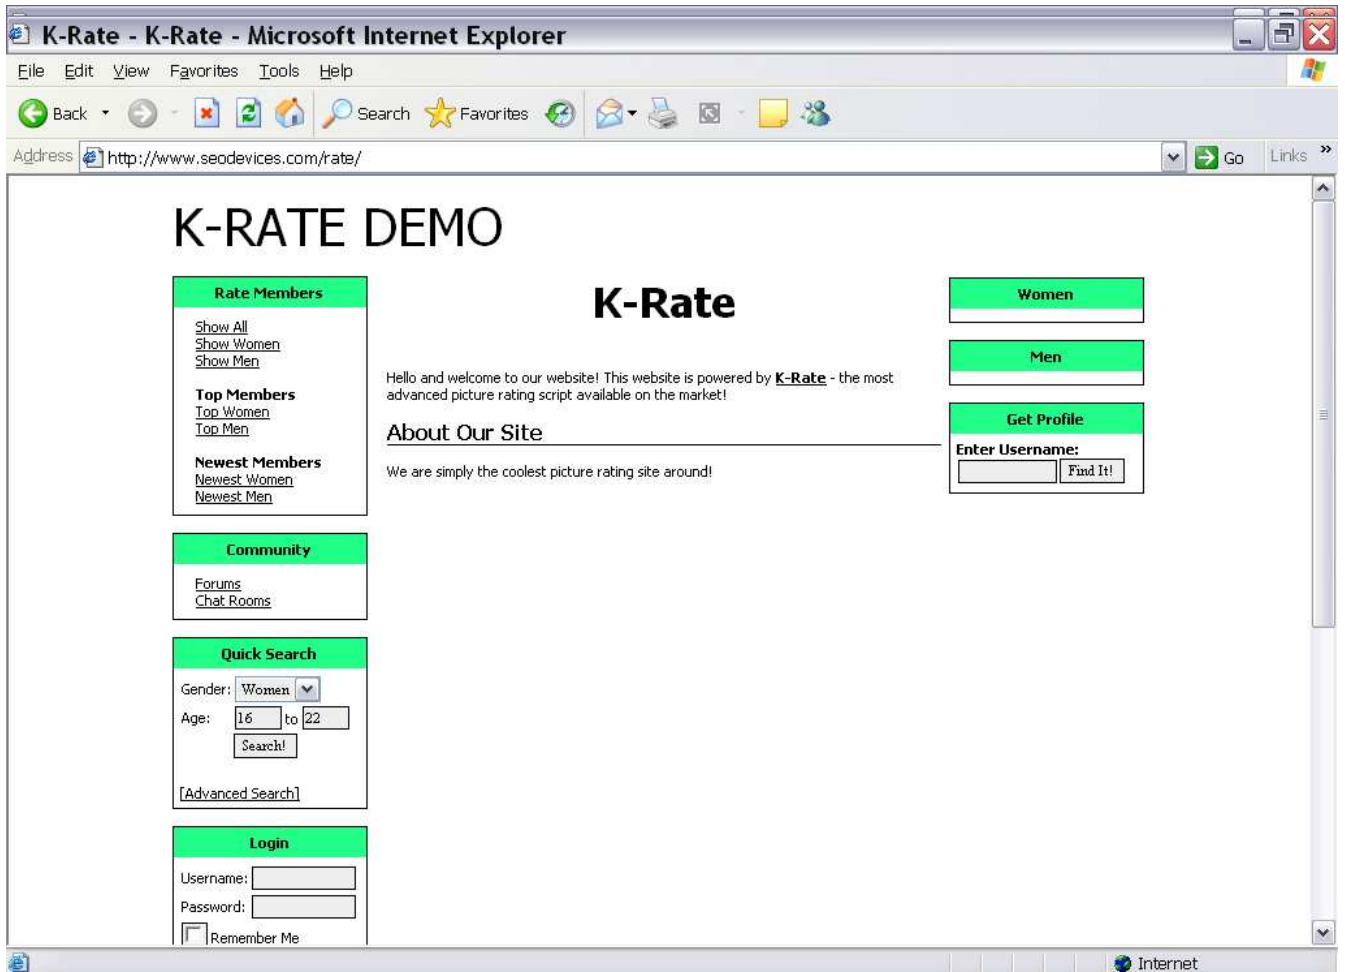 K-Rate - K-Rate - Microsoft Internet Explorer
File Edit View Favorites Tools Help
Back Search Favorites
Address http://www.seodevices.com/rate/ Go Links »
K-RATE DEMO
Rate Members
Show All
Show Women
Show Men
Top Members
Top Women
Top Men
Newest Members
Newest Women
Newest Men
Community
Forums
Chat Rooms
Quick Search
Gender: Women
Age: 16 to 22
Search!
[Advanced Search]
Login
Username:
Password:
Remember Me
K-Rate
Hello and welcome to our website! This website is powered by K-Rate - the most
advanced picture rating script available on the market!
About Our Site
We are simply the coolest picture rating site around!
Women
Men
Get Profile
Enter Username:
Find It!
Internet